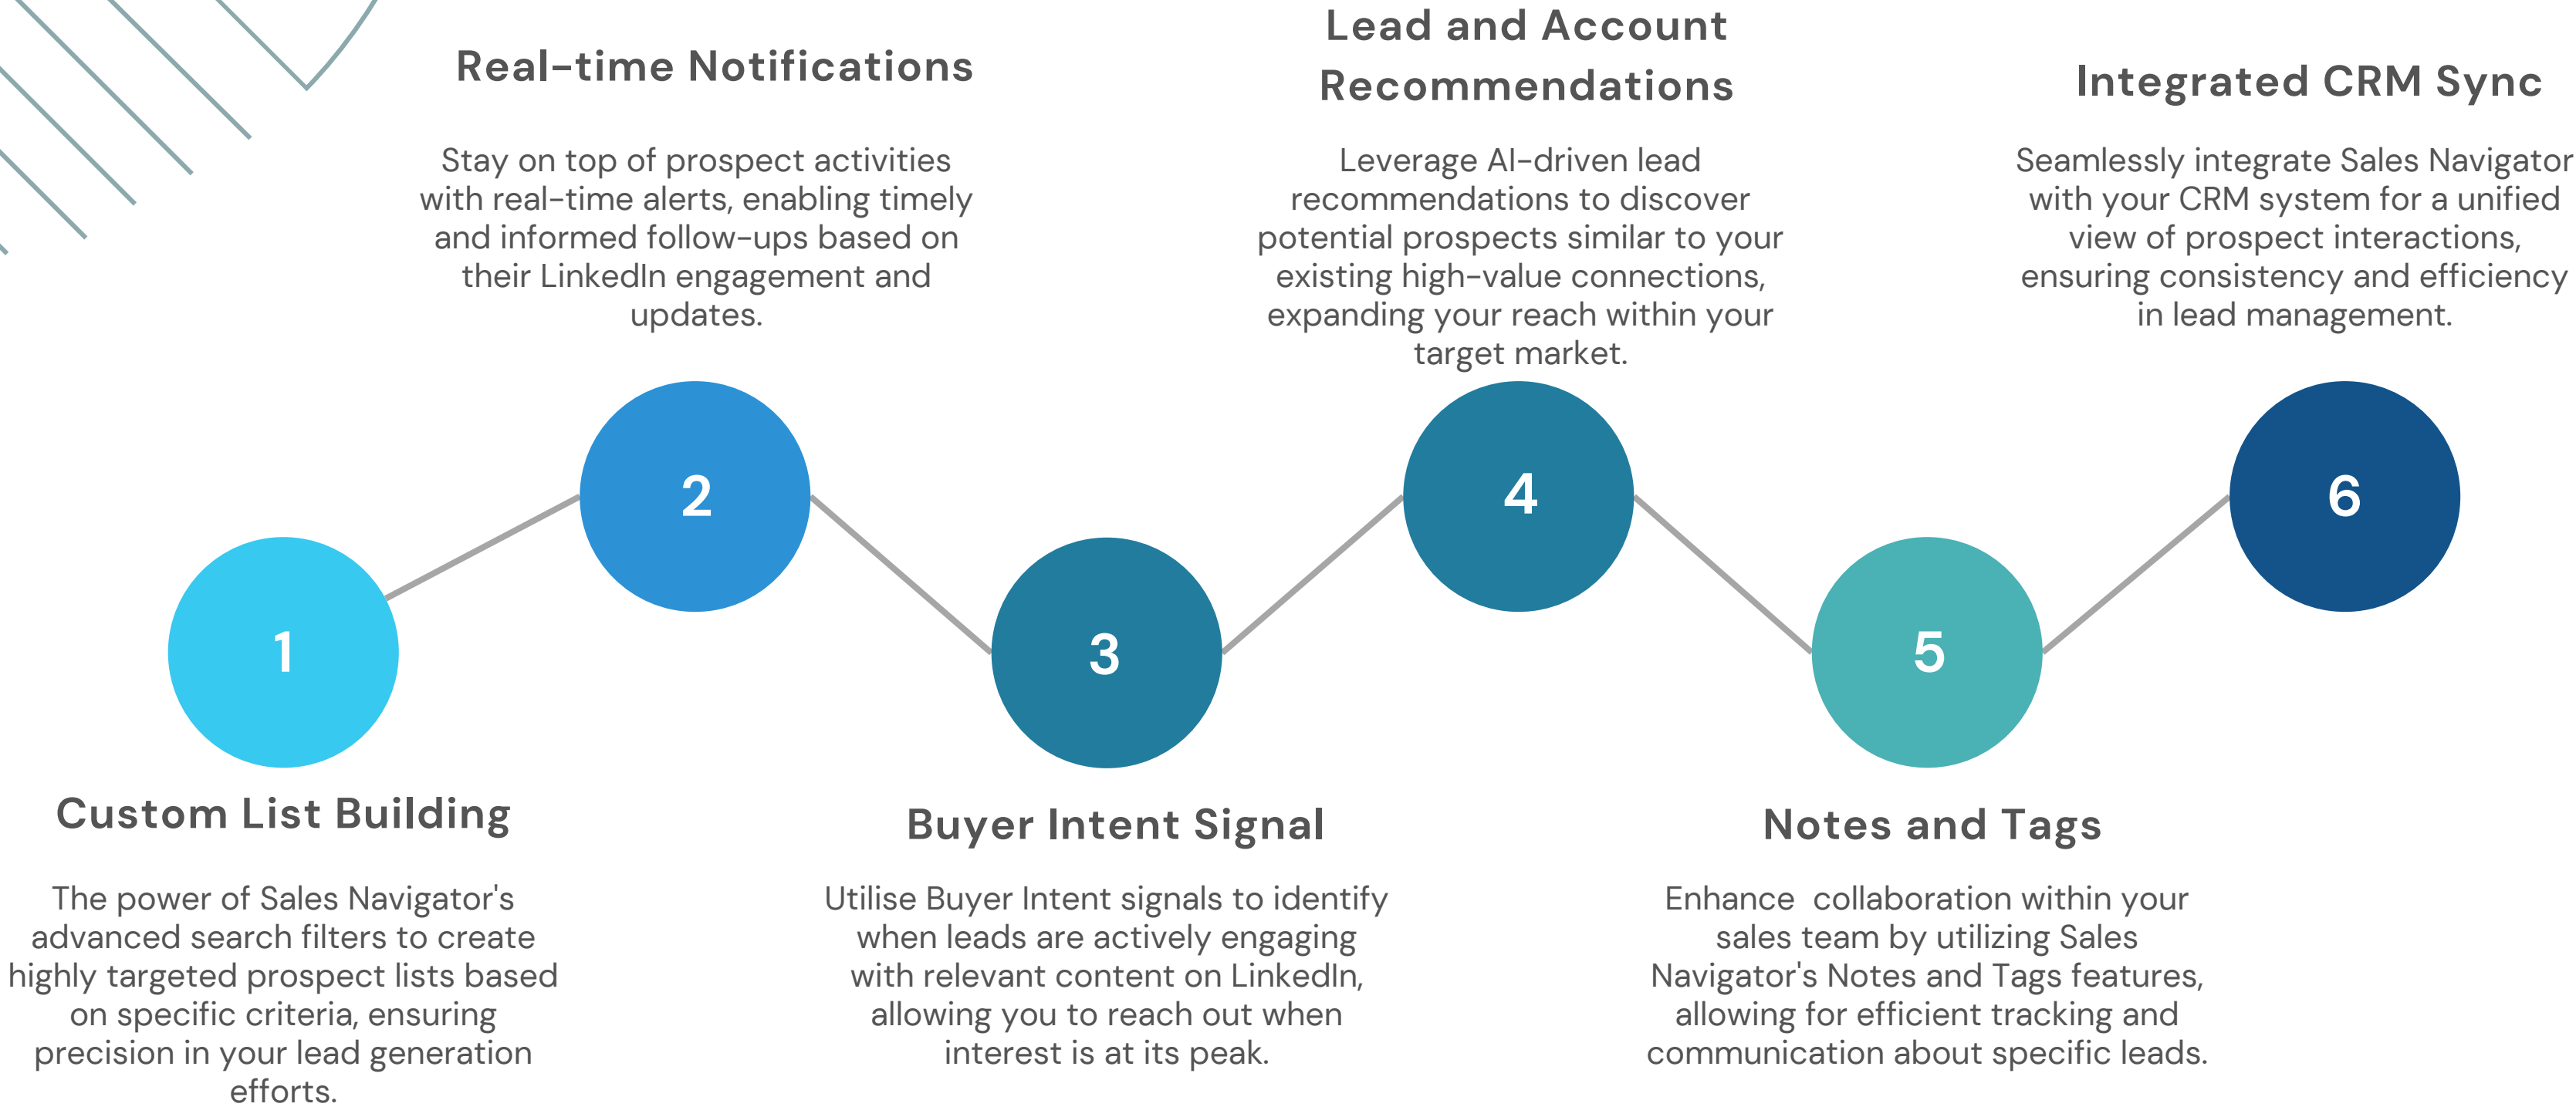 1
Custom List Building
The power of Sales Navigator's
advanced search filters to create
highly targeted prospect lists based
on specific criteria, ensuring
precision in your lead generation
efforts.
Real-time Notifications
Stay on top of prospect activities
with real-time alerts, enabling timely
and informed follow-ups based on
their LinkedIn engagement and
updates.
2
3
Buyer Intent Signal
Utilise Buyer Intent signals to identify
when leads are actively engaging
with relevant content on LinkedIn,
allowing you to reach out when
interest is at its peak.
Lead and Account
Recommendations
Leverage AI-driven lead
recommendations to discover
potential prospects similar to your
existing high-value connections,
expanding your reach within your
target market.
4
5
Notes and Tags
Enhance  collaboration within your
sales team by utilizing Sales
Navigator's Notes and Tags features,
allowing for efficient tracking and
communication about specific leads.
Integrated CRM Sync
Seamlessly integrate Sales Navigator
with your CRM system for a unified
view of prospect interactions,
ensuring consistency and efficiency
in lead management.
6